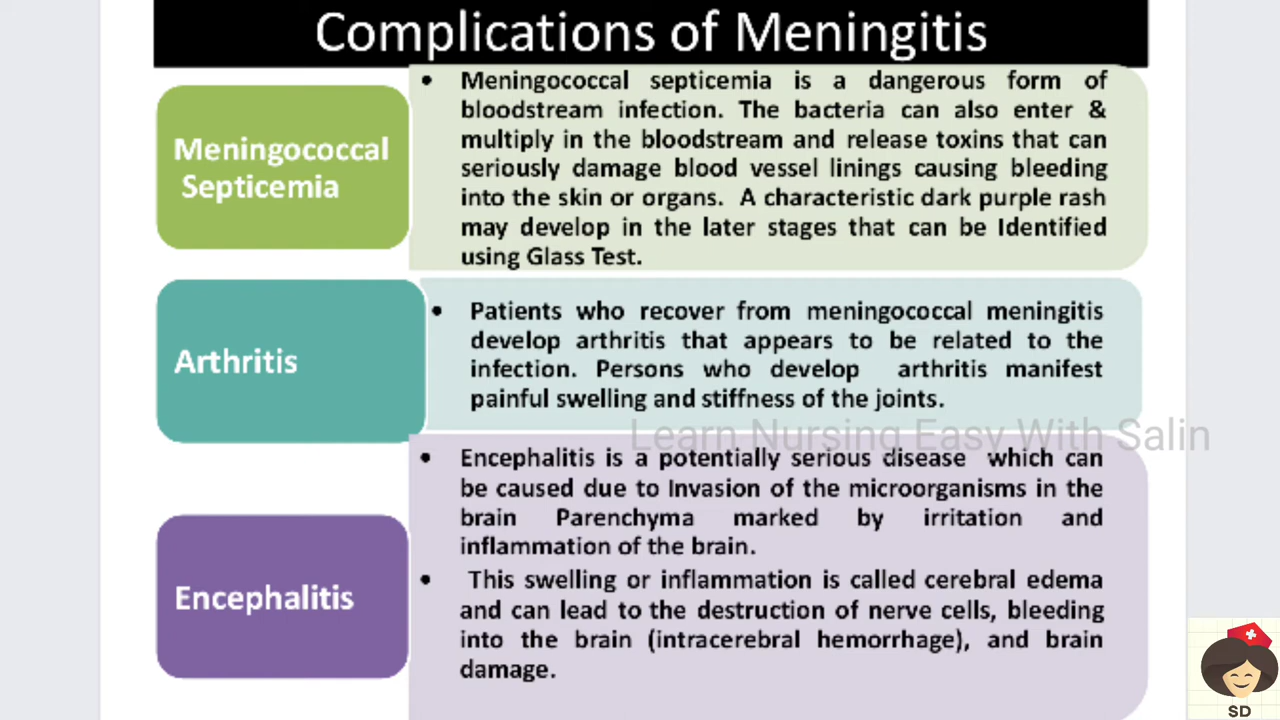 Complications of Meningitis
Meningococcal
Septicemia
• Meningococcal septicemia is a dangerous form of
bloodstream infection. The bacteria can also enter &
multiply in the bloodstream and release toxins that can
seriously damage blood vessel linings causing bleeding
into the skin or organs. A characteristic dark purple rash
may develop in the later stages that can be Identified
using Glass Test.
Arthritis
• Patients who recover from meningococcal meningitis
develop arthritis that appears to be related to the
infection. Persons who develop arthritis manifest
painful swelling and stiffness of the joints.
Learn Nursing Easy With Salin
Encephalitis
• Encephalitis is a potentially serious disease which can
be caused due to Invasion of the microorganisms in the
brain Parenchyma marked by irritation and
inflammation of the brain.
• This swelling or inflammation is called cerebral edema
and can lead to the destruction of nerve cells, bleeding
into the brain (intracerebral hemorrhage), and brain
damage.
SD